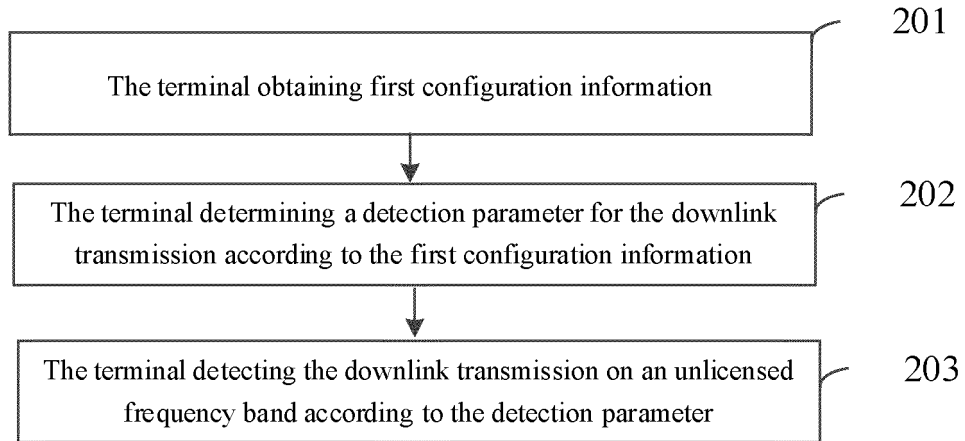 201
The terminal obtaining first configuration information
202
The terminal determining a detection parameter for the downlink
transmission according to the first configuration information
The terminal detecting the downlink transmission on an unlicensed
203
frequency band according to the detection parameter